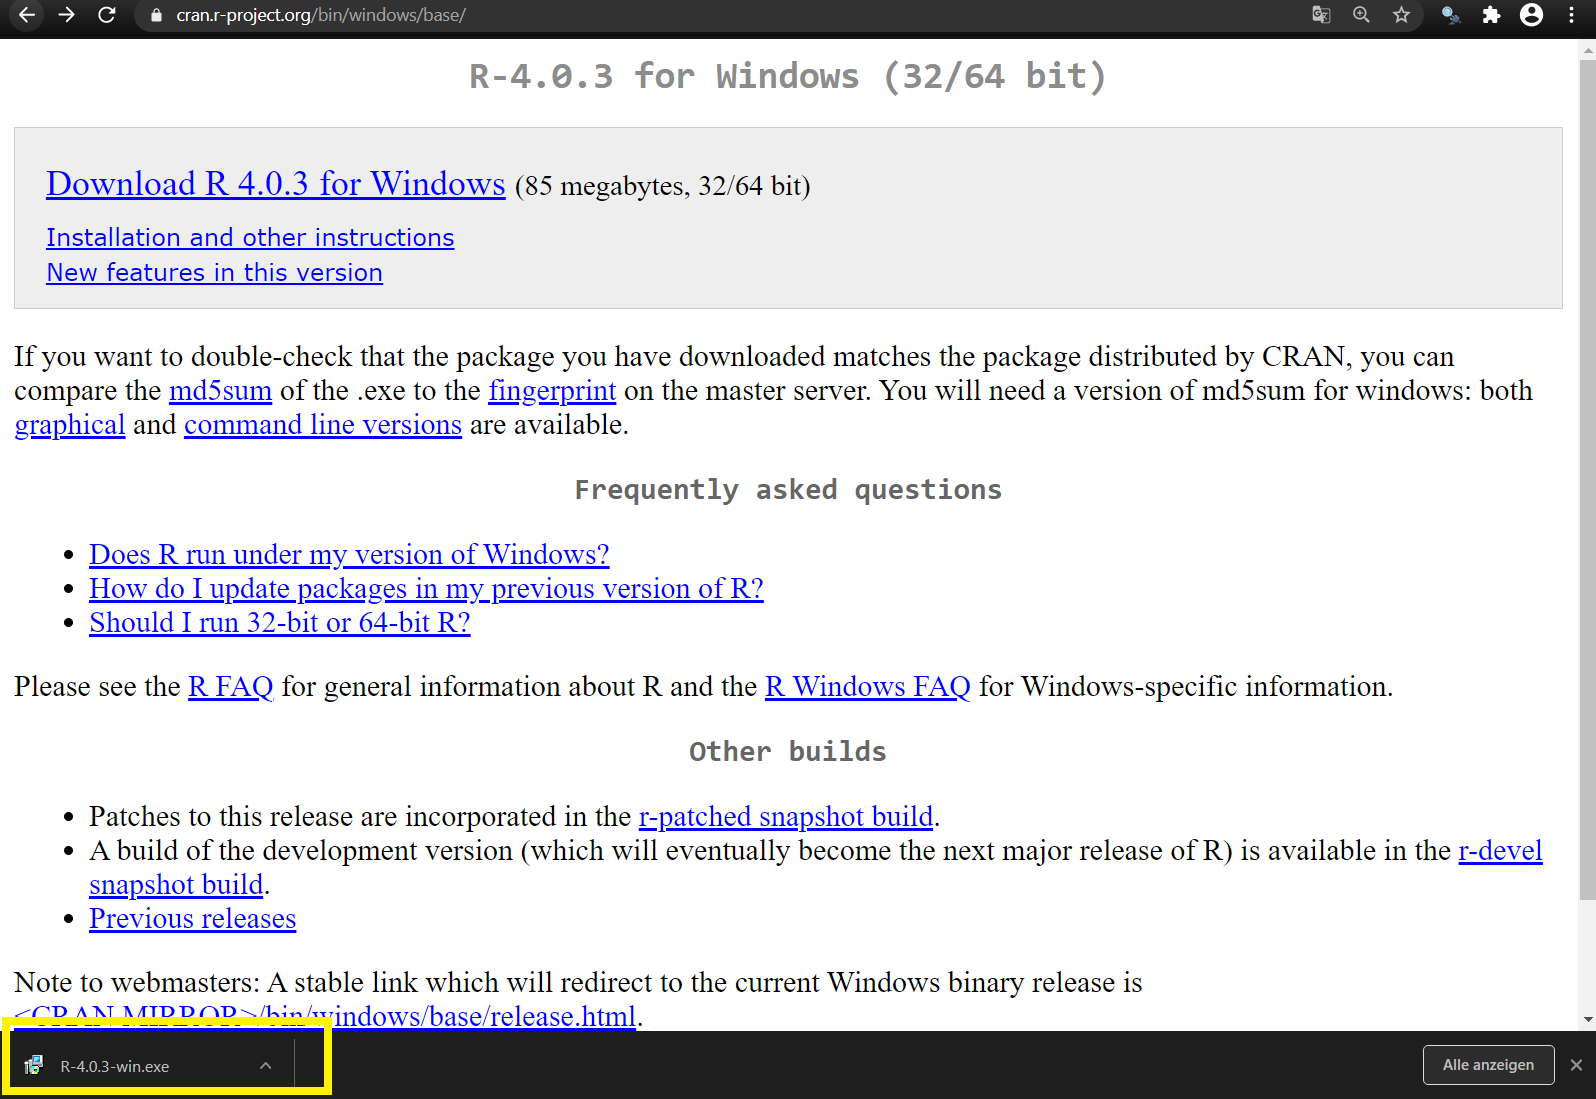 cran.r-project.org/bin/windows/base/
R-4.0.3 for Windows (32/64 bit)
Download R 4.0.3 for Windows (85 megabytes, 32/64 bit)
Installation and other instructions
New features in this version
If you want to double-check that the package you have downloaded matches the package distributed by CRAN, you can
compare the md5sum of the .exe to the fingerprint on the master server. You will need a version of md5sum for windows: both
graphical and command line versions are available.
Frequently asked questions
• Does R run under my version of Windows?
• How do I update packages in my previous version of R?
• Should I run 32-bit or 64-bit R?
Please see the R FAQ for general information about R and the R Windows FAQ for Windows-specific information.
Other builds
• Patches to this release are incorporated in the r-patched snapshot build.
• A build of the development version (which will eventually become the next major release of R) is available in the r-devel
snapshot build.
• Previous releases
Note to webmasters: A stable link which will redirect to the current Windows binary release is
<CRAN MIRROR>/bin/windows/base/release.html.
R-4.0.3-win.exe
Alle anzeigen